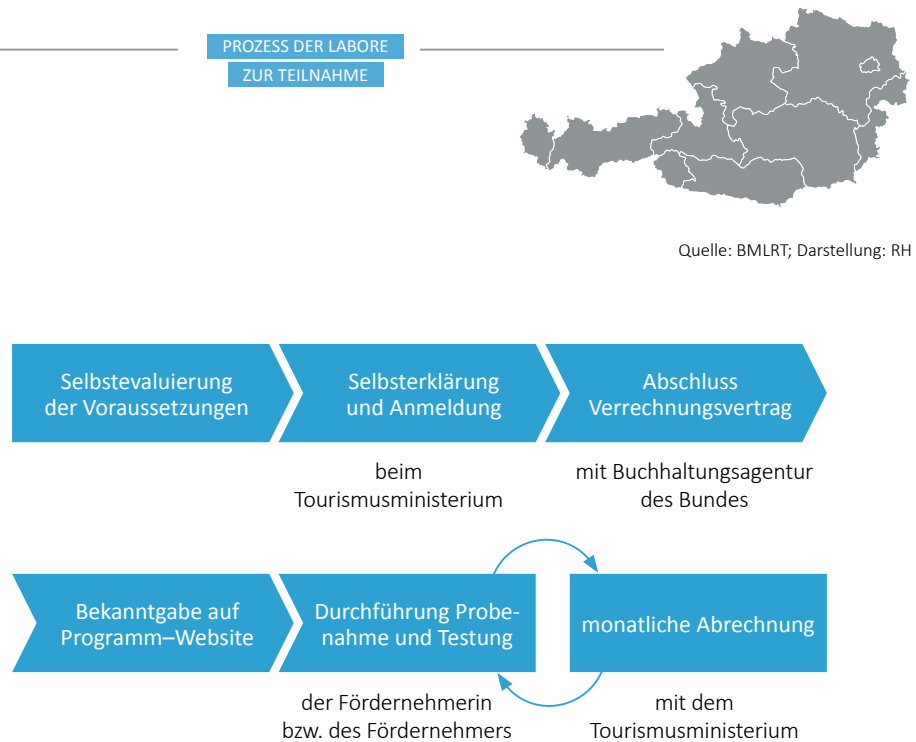 PROZESS DER LABORE
ZUR TEILNAHME
Quelle: BMLRT; Darstellung: RH
Selbstevaluierung
der Voraussetzungen
Selbsterklärung
und Anmeldung
Abschluss
Verrechnungsvertrag
beim
Tourismusministerium
mit Buchhaltungsagentur
des Bundes
Bekanntgabe auf
Programm–Website
Durchführung Probe-
nahme und Testung
monatliche Abrechnung
der Fördernehmerin
bzw. des Fördernehmers
mit dem
Tourismusministerium